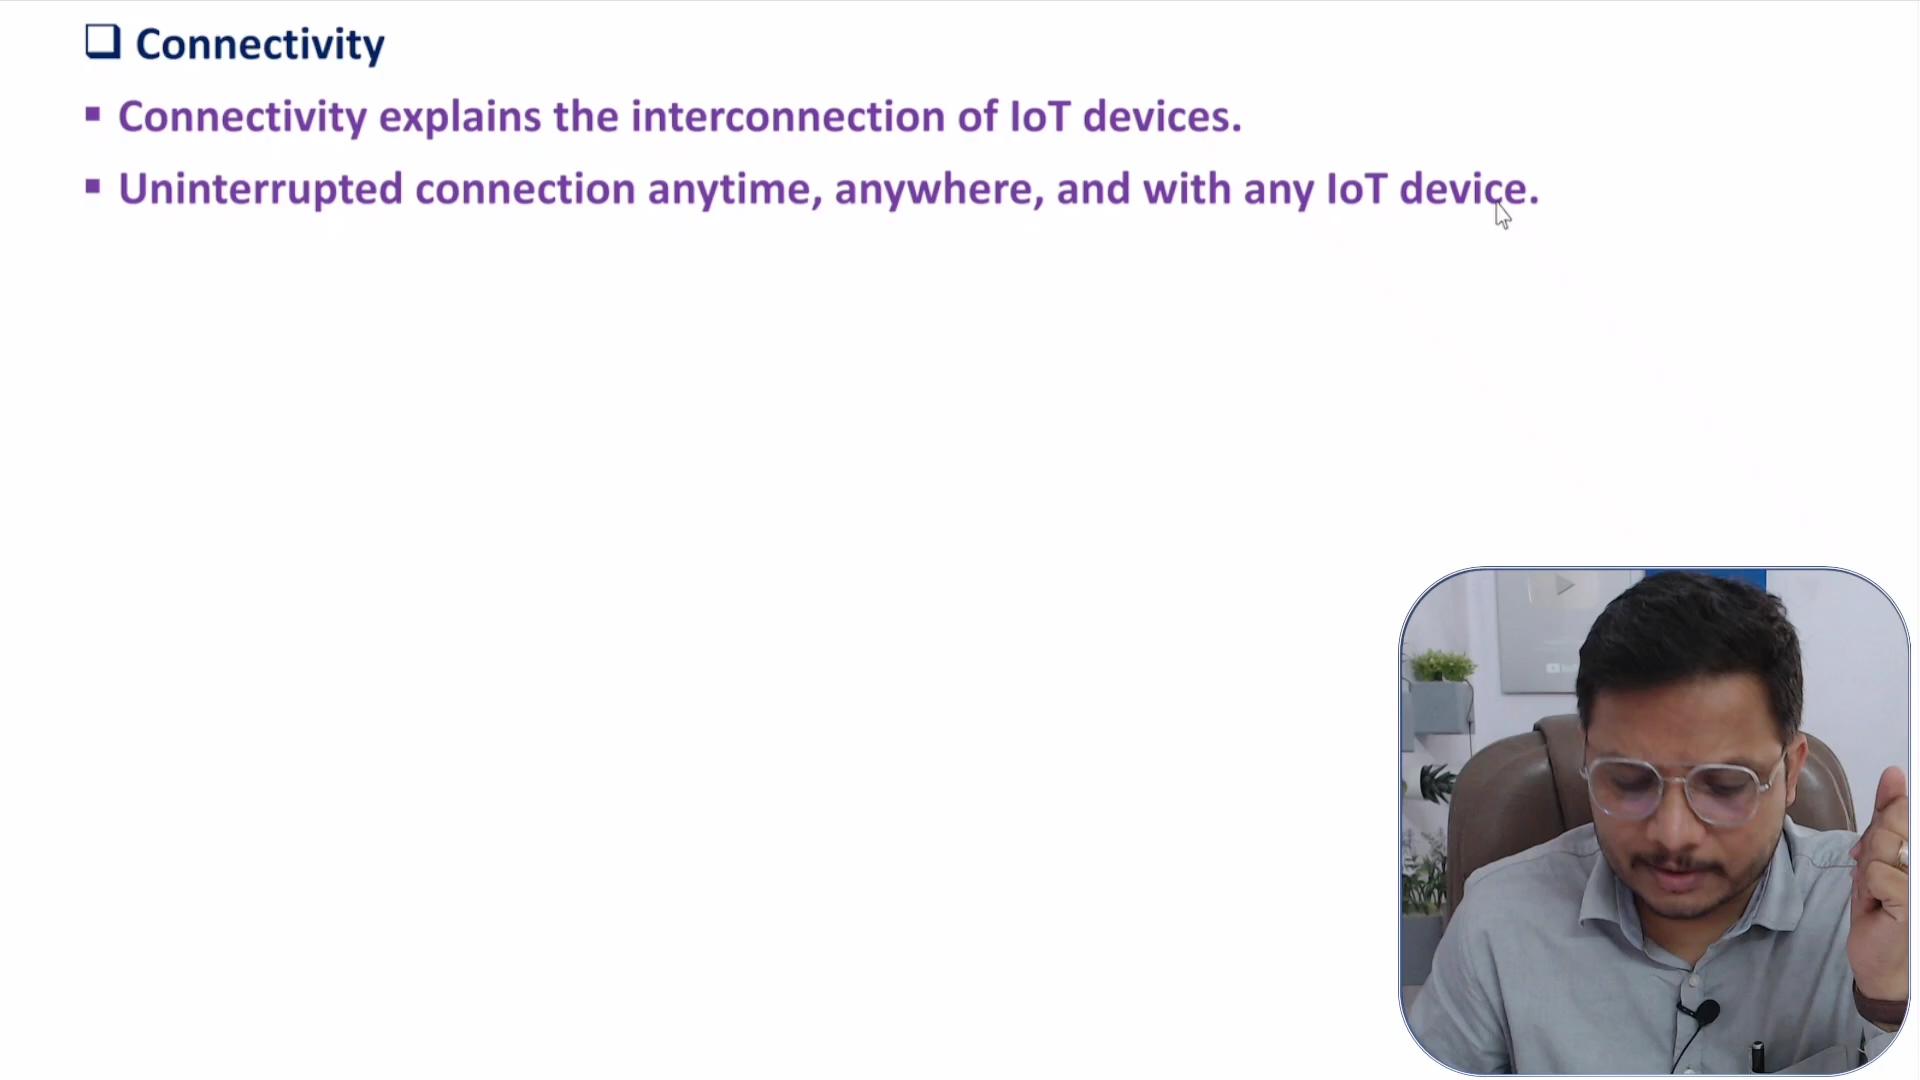 Connectivity
Connectivity explains the interconnection of IoT devices.
Uninterrupted connection anytime, anywhere, and with any IoT device.